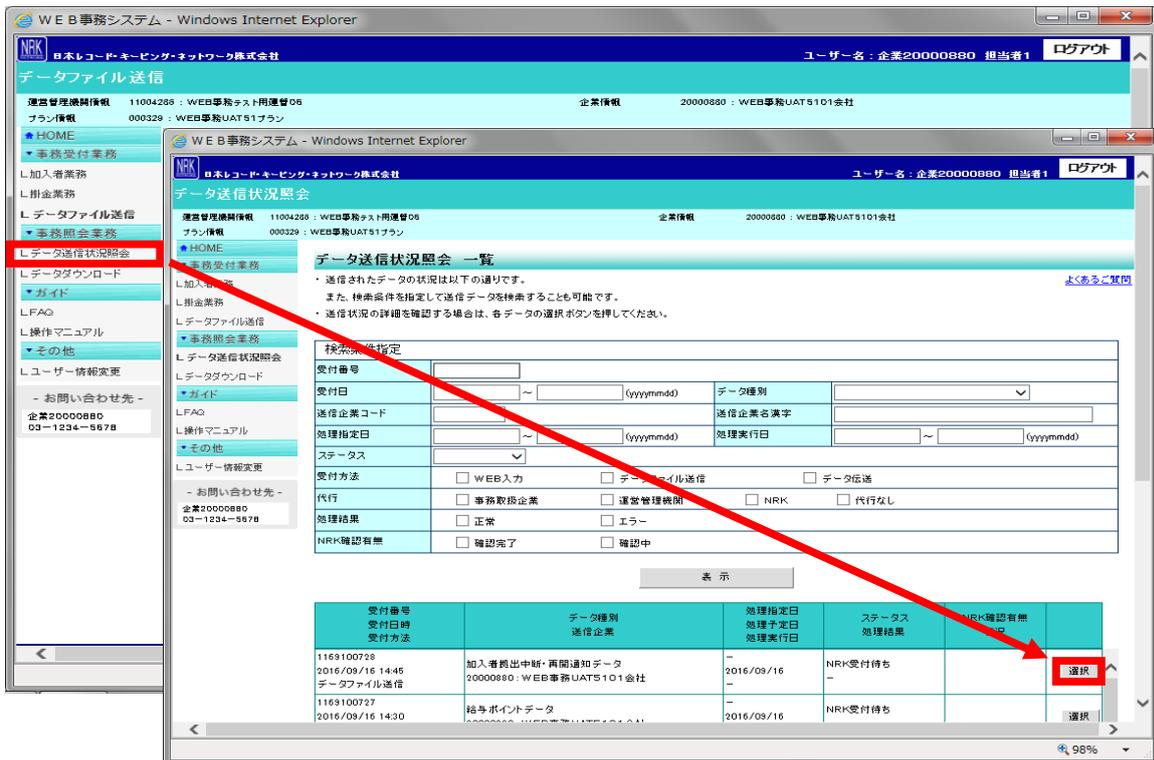 WEB事務システム - Windows Internet Explorer
NRK 日本レコード・キーピング・ネットワーク株式会社
ユーザー名：企業20000880 担当者1 ログアウト
データファイル送信
運営管理機関情報 11004286：WEB事務テスト用運管06 企業情報 20000880：WEB事務UAT5101会社
プラン情報 000329：WEB事務UAT51プラン
HOME
事務受付業務
加入者業務
掛金業務
データファイル送信
事務照会業務
データ送信状況照会
データダウンロード
ガイド
FAQ
操作マニュアル
その他
ユーザー情報変更
- お問い合わせ先 -
企業20000880
03-1234-5678
WEB事務システム - Windows Internet Explorer
NRK 日本レコード・キーピング・ネットワーク株式会社
ユーザー名：企業20000880 担当者1 ログアウト
データ送信状況照会
運営管理機関情報 11004286：WEB事務テスト用運管06 企業情報 20000880：WEB事務UAT5101会社
プラン情報 000329：WEB事務UAT51プラン
HOME
事務受付業務
加入者業務
掛金業務
データファイル送信
事務照会業務
データ送信状況照会
データダウンロード
ガイド
FAQ
操作マニュアル
その他
ユーザー情報変更
- お問い合わせ先 -
企業20000880
03-1234-5678
データ送信状況照会 一覧
・送信されたデータの状況は以下の通りです。
よくあるご質問
また、検索条件を指定して送信データを検索することも可能です。
・送信状況の詳細を確認する場合は、各データの選択ボタンを押してください。
検索条件指定
受付番号
受付日 ～ (yyyymmdd) データ種別
送信企業コード 送信企業名漢字
処理指定日 ～ (yyyymmdd) 処理実行日 ～ (yyyymmdd)
ステータス
受付方法 WEB入力 データファイル送信 データ伝送
代行 事務取扱企業 運営管理機関 NRK 代行なし
処理結果 正常 エラー
NRK確認有無 確認完了 確認中
表示
受付番号
受付日時
受付方法
データ種別
送信企業
処理指定日
処理予定日
処理実行日
ステータス
処理結果
NRK確認有無
1169100728
2016/09/16 14:45
データファイル送信
加入者拠出中断・再開通知データ
20000880：WEB事務UAT5101会社
-
2016/09/16
-
NRK受付待ち
-
選択
1169100727
2016/09/16 14:30
給与ポイントデータ
-
2016/09/16
NRK受付待ち
選択
98%